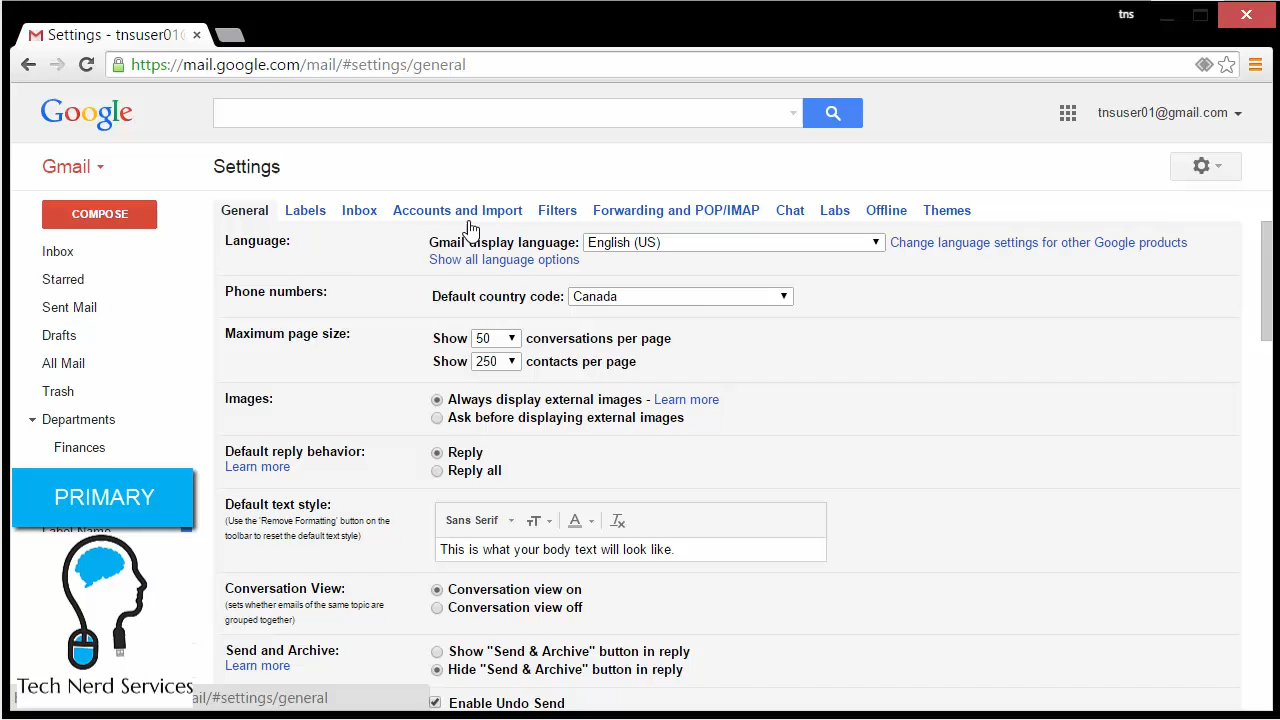 tns
Settings - tnsuser01
https://mail.google.com/mail/#settings/general
Google
tnsuser01@gmail.com
Gmail
Settings
COMPOSE
General Labels Inbox Accounts and Import Filters Forwarding and POP/IMAP Chat Labs Offline Themes
Inbox
Starred
Sent Mail
Drafts
All Mail
Trash
Departments
Finances
PRIMARY
Label Name
Tech Nerd Services
Language:
Gmail display language: English (US) Change language settings for other Google products
Show all language options
Phone numbers:
Default country code: Canada
Maximum page size:
Show 50 conversations per page
Show 250 contacts per page
Images:
Always display external images - Learn more
Ask before displaying external images
Default reply behavior:
Learn more
Reply
Reply all
Default text style:
(Use the 'Remove Formatting' button on the
toolbar to reset the default text style)
Sans Serif
This is what your body text will look like.
Conversation View:
(sets whether emails of the same topic are
grouped together)
Conversation view on
Conversation view off
Send and Archive:
Learn more
Show "Send & Archive" button in reply
Hide "Send & Archive" button in reply
Enable Undo Send
ail/#settings/general